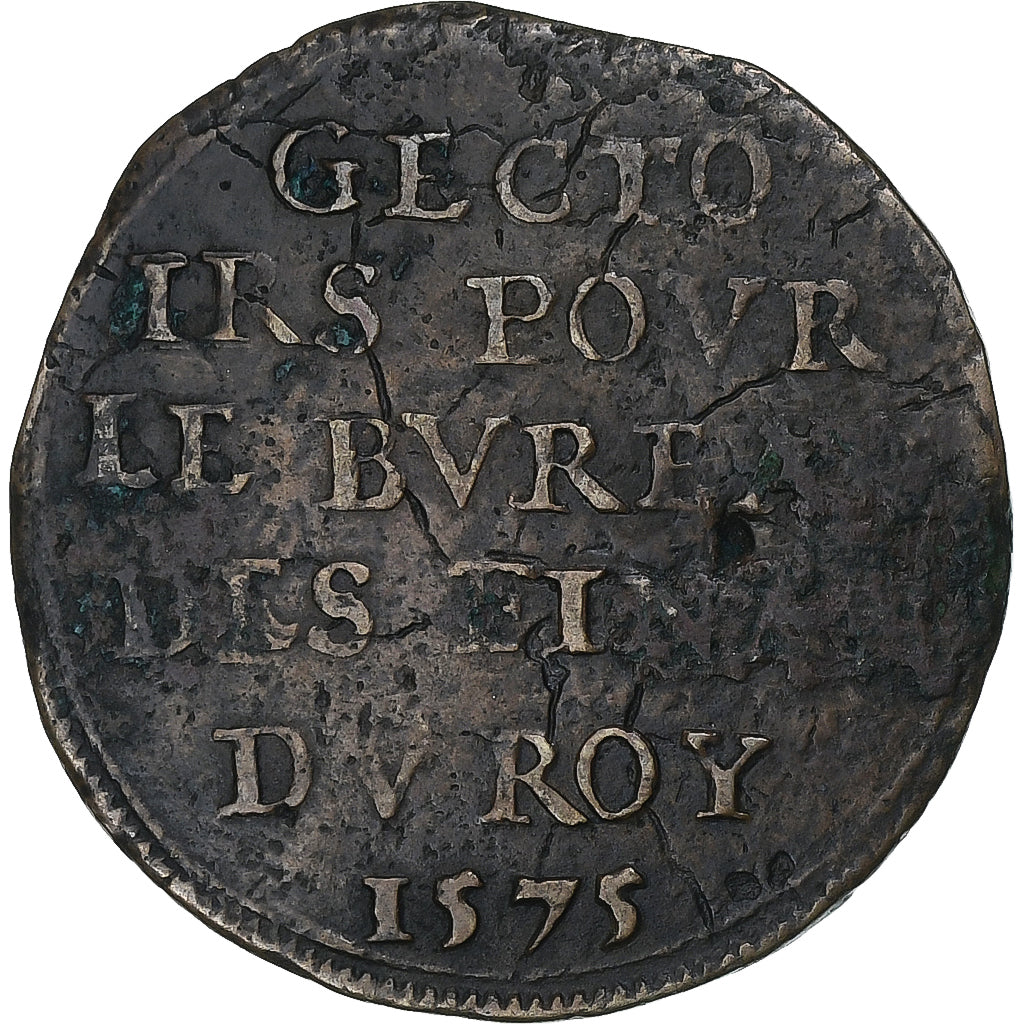 GECTO
IRS POVR
LE BVRE
DES FI
DV ROY
1575